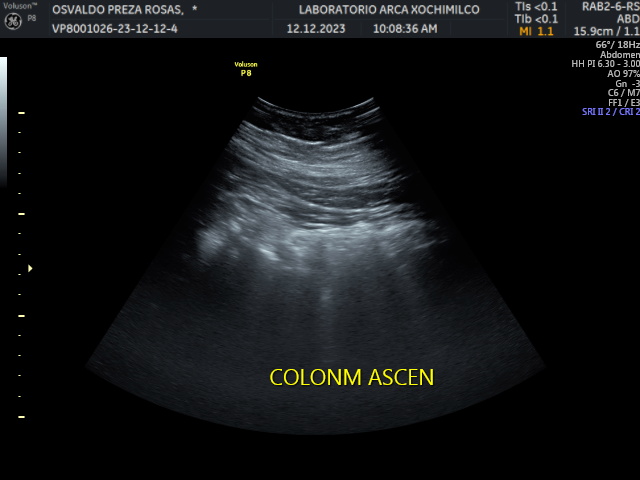 Voluson™
P8
OSVALDO PREZA ROSAS, *
LABORATORIO ARCA XOCHIMILCO
VP8001026-23-12-12-4
12.12.2023
10:08:36 AM
TIs <0.1
TIb <0.1
MI 1.1
RAB2-6-RS
ABD
15.9cm / 1.1
66°/ 18Hz
Abdomen
HH PI 6.30 - 3.00
AO 97%
Gn -3
C6 / M7
FF1 / E3
SRI II 2 / CRI 2
Voluson
P8
COLONM ASCEN